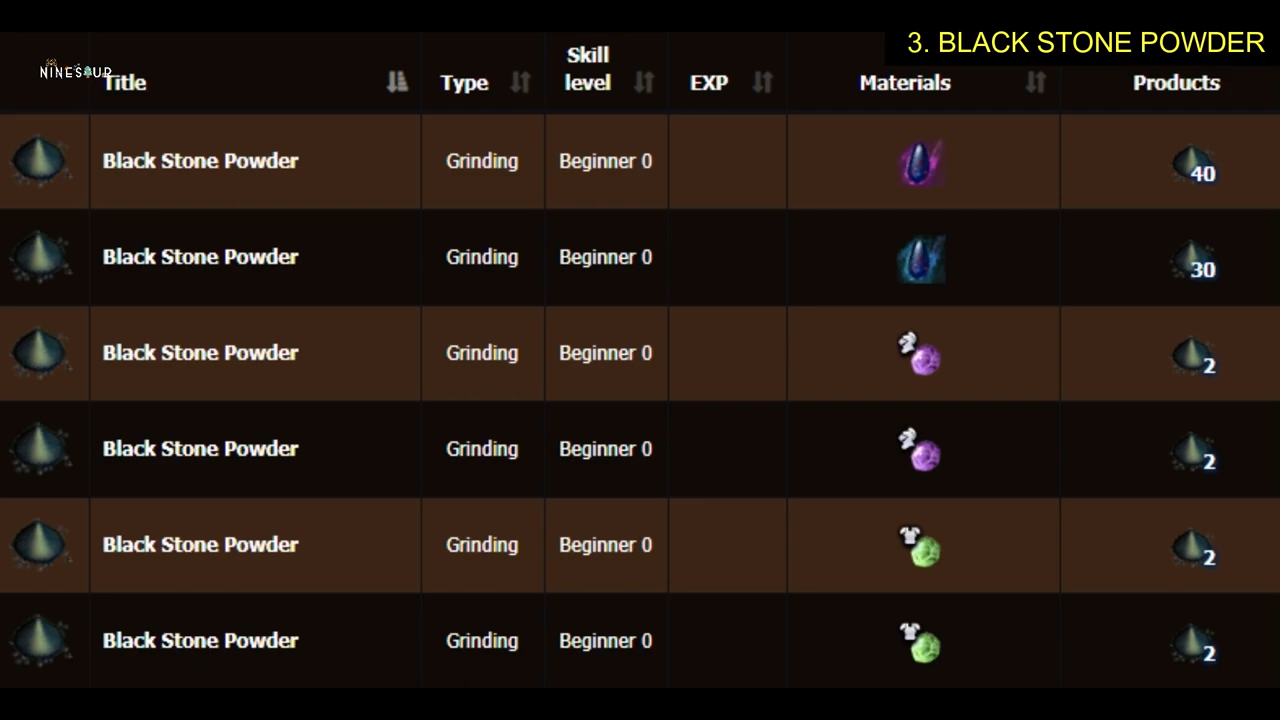 3. BLACK STONE POWDER
NINESOUR
Title Type Skill level EXP Materials Products
Black Stone Powder Grinding Beginner 0 40
Black Stone Powder Grinding Beginner 0 30
Black Stone Powder Grinding Beginner 0 2
Black Stone Powder Grinding Beginner 0 2
Black Stone Powder Grinding Beginner 0 2
Black Stone Powder Grinding Beginner 0 2